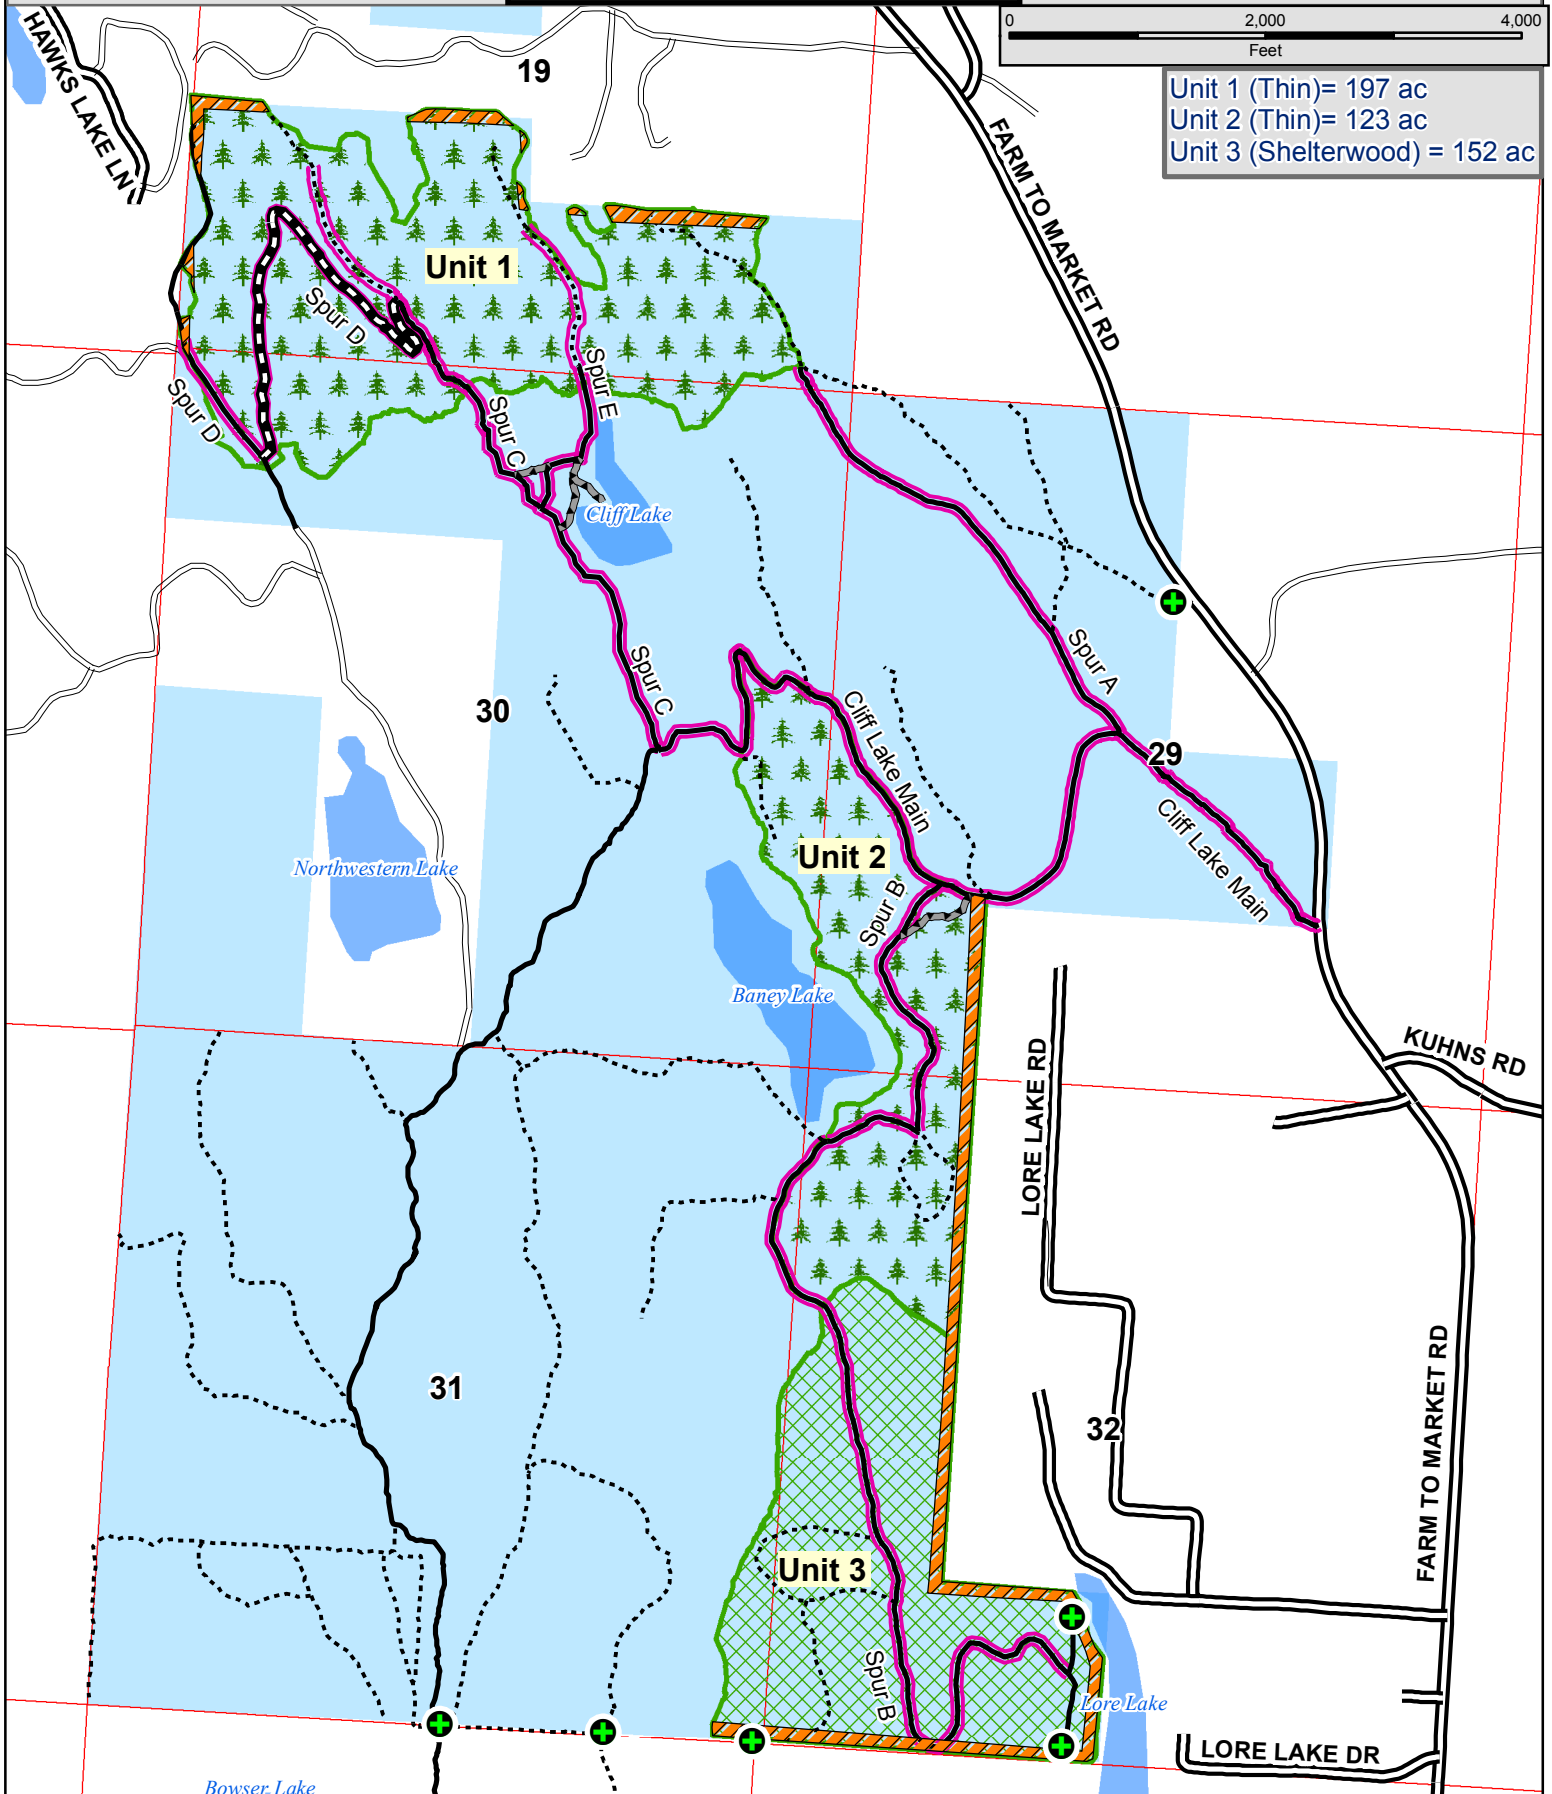 0 2,000 4,000
Feet
Unit 1 (Thin)= 197 ac
Unit 2 (Thin)= 123 ac
Unit 3 (Shelterwood) = 152 ac
HAWKS LAKE LN
19
FARM TO MARKET RD
Unit 1
Spur D
Spur D
Spur E
Spur C
Cliff Lake
Spur A
Spur C
30
Cliff Lake Main
29
Cliff Lake Main
Northwestern Lake
Unit 2
Spur B
Baney Lake
KUHNS RD
LORE LAKE RD
31
32
FARM TO MARKET RD
Unit 3
Spur B
Lore Lake
LORE LAKE DR
Bowser Lake